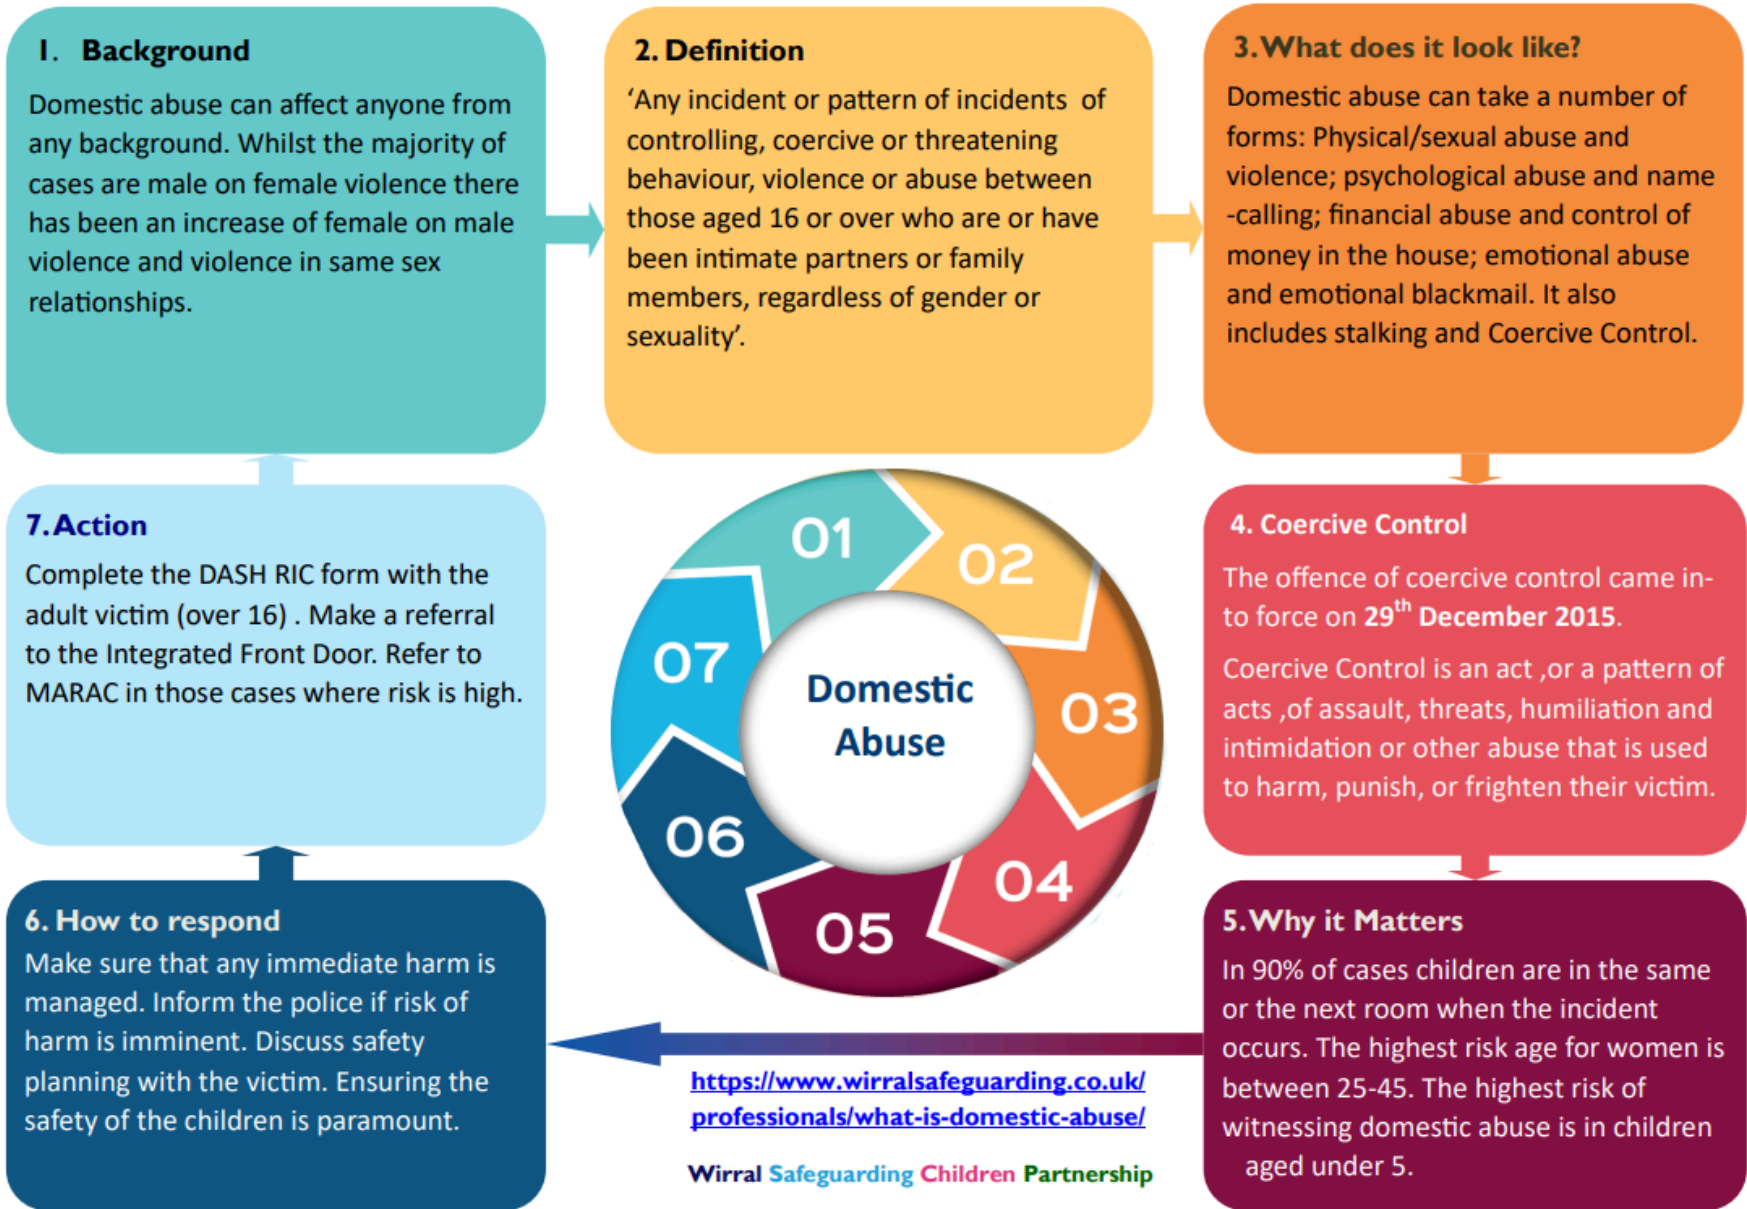 1. Background
Domestic abuse can affect anyone from
any background. Whilst the majority of
cases are male on female violence there
has been an increase of female on male
violence and violence in same sex
relationships.
2. Definition
‘Any incident or pattern of incidents of
controlling, coercive or threatening
behaviour, violence or abuse between
those aged 16 or over who are or have
been intimate partners or family
members, regardless of gender or
sexuality’.
3. What does it look like?
Domestic abuse can take a number of
forms: Physical/sexual abuse and
violence; psychological abuse and name
-calling; financial abuse and control of
money in the house; emotional abuse
and emotional blackmail. It also
includes stalking and Coercive Control.
4. Coercive Control
The offence of coercive control came in-
to force on 29th December 2015.
Coercive Control is an act ,or a pattern of
acts ,of assault, threats, humiliation and
intimidation or other abuse that is used
to harm, punish, or frighten their victim.
5. Why it Matters
In 90% of cases children are in the same
or the next room when the incident
occurs. The highest risk age for women is
between 25-45. The highest risk of
witnessing domestic abuse is in children
aged under 5.
6. How to respond
Make sure that any immediate harm is
managed. Inform the police if risk of
harm is imminent. Discuss safety
planning with the victim. Ensuring the
safety of the children is paramount.
7. Action
Complete the DASH RIC form with the
adult victim (over 16) . Make a referral
to the Integrated Front Door. Refer to
MARAC in those cases where risk is high.
01
02
03
04
05
06
07
Domestic
Abuse
https://www.wirralsafeguarding.co.uk/
professionals/what-is-domestic-abuse/
Wirral Safeguarding Children Partnership